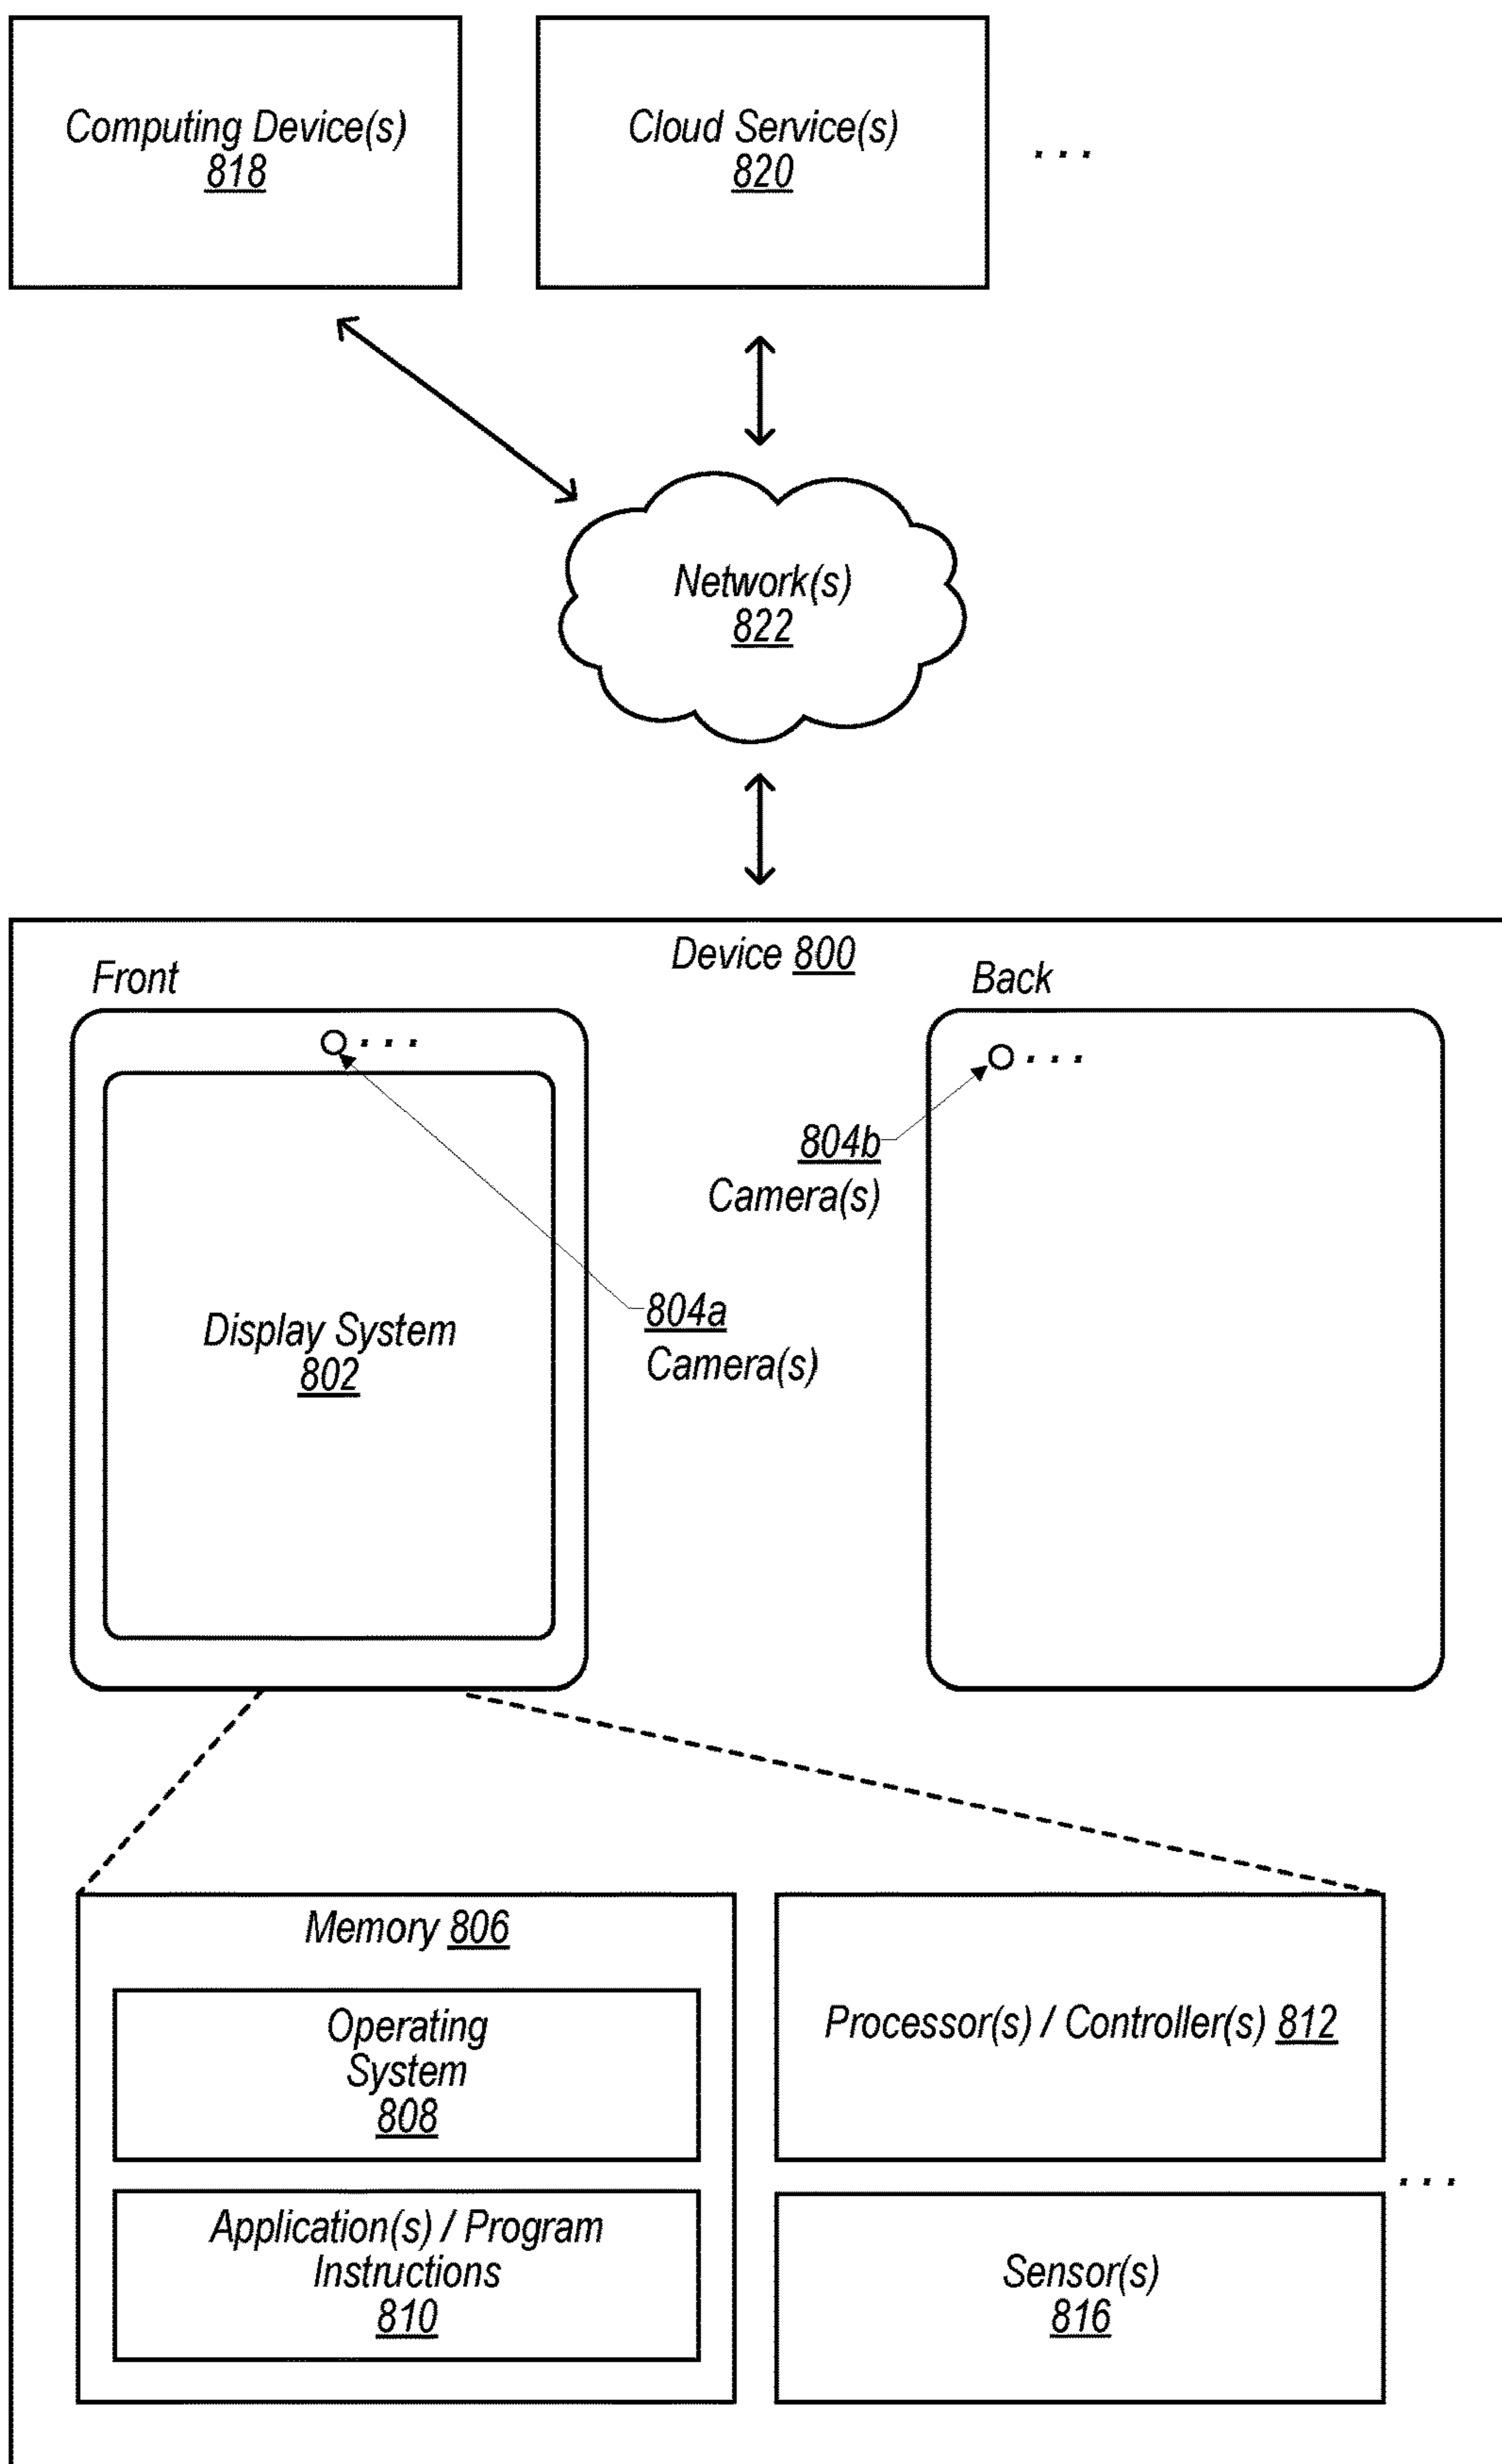 Computing Device(s)
818
Cloud Service(s)
820
. . .
Network(s)
822
Device 800
Front
Back
. . .
. . .
804b
Camera(s)
804a
Camera(s)
Display System
802
Memory 806
Operating
System
808
Application(s) / Program
Instructions
810
Processor(s) / Controller(s) 812
. . .
Sensor(s)
816